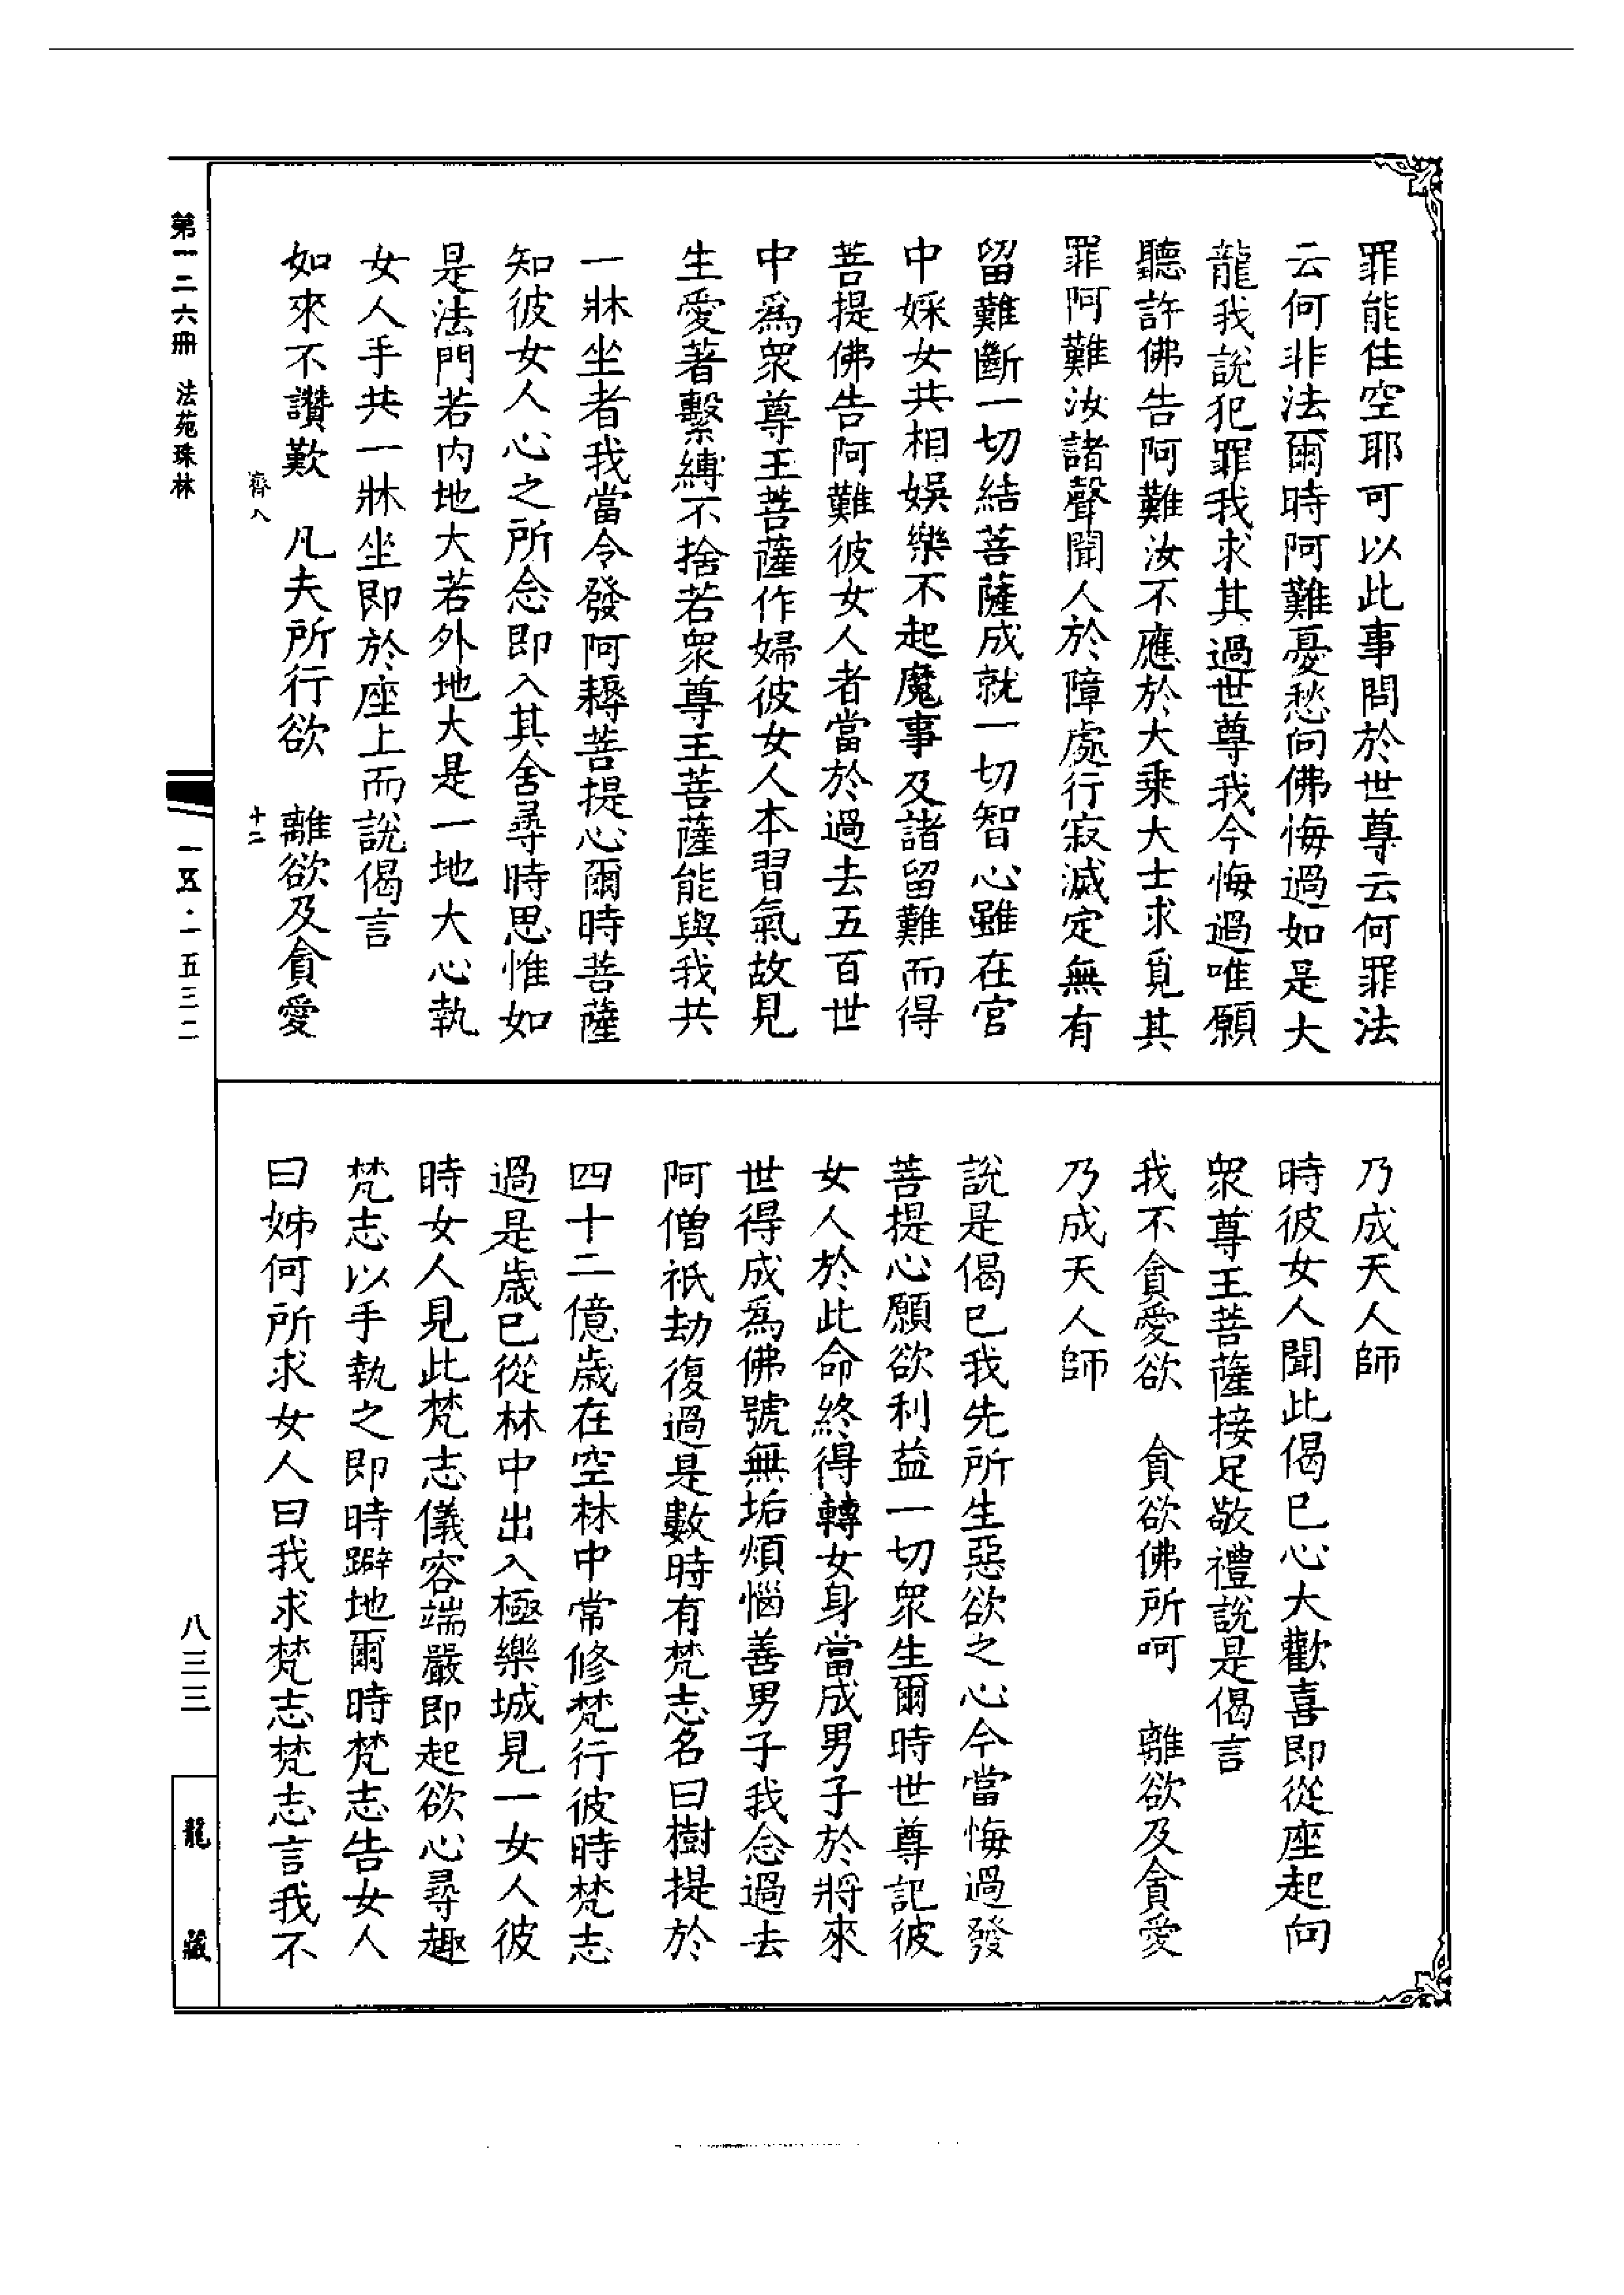 罪能住空耶可以此事問於世尊云何罪法
云何非法爾時阿難憂愁向佛悔過如是大
龍我說犯罪我求其過世尊我今悔過唯願
聽許佛告阿難汝不應於大乘大士求覓其
罪阿難汝諸聲聞人於障處行寂滅定無有
留難斷一切結菩薩成就一切智心雖在宮
中婇女共相娛樂不起魔事及諸留難而得
菩提佛告阿難彼女人者當於過去五百世
中爲衆尊王菩薩作婦彼女人本習氣故見
生愛著繫縛不捨若衆尊王菩薩能與我共
一牀坐者我當令發阿耨菩提心爾時菩薩
知彼女人心之所念即入其舍尋時思惟如
是法門若内地大若外地大是一地大心執
女人手共一牀坐即於座上而說偈言
如來不讚歎　凡夫所行欲　離欲及貪愛
乃成天人師
時彼女人聞此偈已心大歡喜即從座起向
衆尊王菩薩接足敬禮說是偈言
我不貪愛欲　貪欲佛所呵　離欲及貪愛
乃成天人師
說是偈已我先所生惡欲之心今當悔過發
菩提心願欲利益一切衆生爾時世尊記彼
女人於此命終得轉女身當成男子於將來
世得成爲佛號無垢煩惱善男子我念過去
阿僧祇劫復過是數時有梵志名曰樹提於
四十二億歲在空林中常修梵行彼時梵志
過是歲已從林中出入極樂城見一女人彼
時女人見此梵志儀容端嚴即起欲心尋趣
梵志以手執之即時躃地爾時梵志告女人
曰姊何所求女人曰我求梵志梵志言我不
第一二六冊　法苑珠林
濟八
十二
一五·一五三二
八三三
龍藏